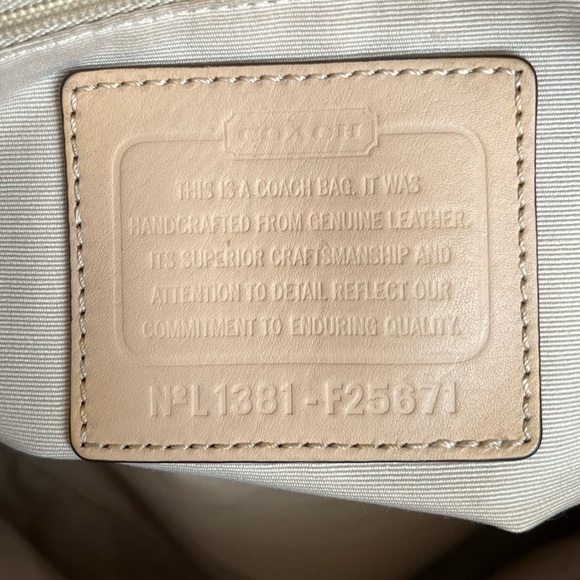 COACH
THIS IS A COACH BAG. IT WAS
HANDCRAFTED FROM GENUINE LEATHER.
ITS SUPERIOR CRAFTSMANSHIP AND
ATTENTION TO DETAIL REFLECT OUR
COMMITMENT TO ENDURING QUALITY.
NºL1381-F25671